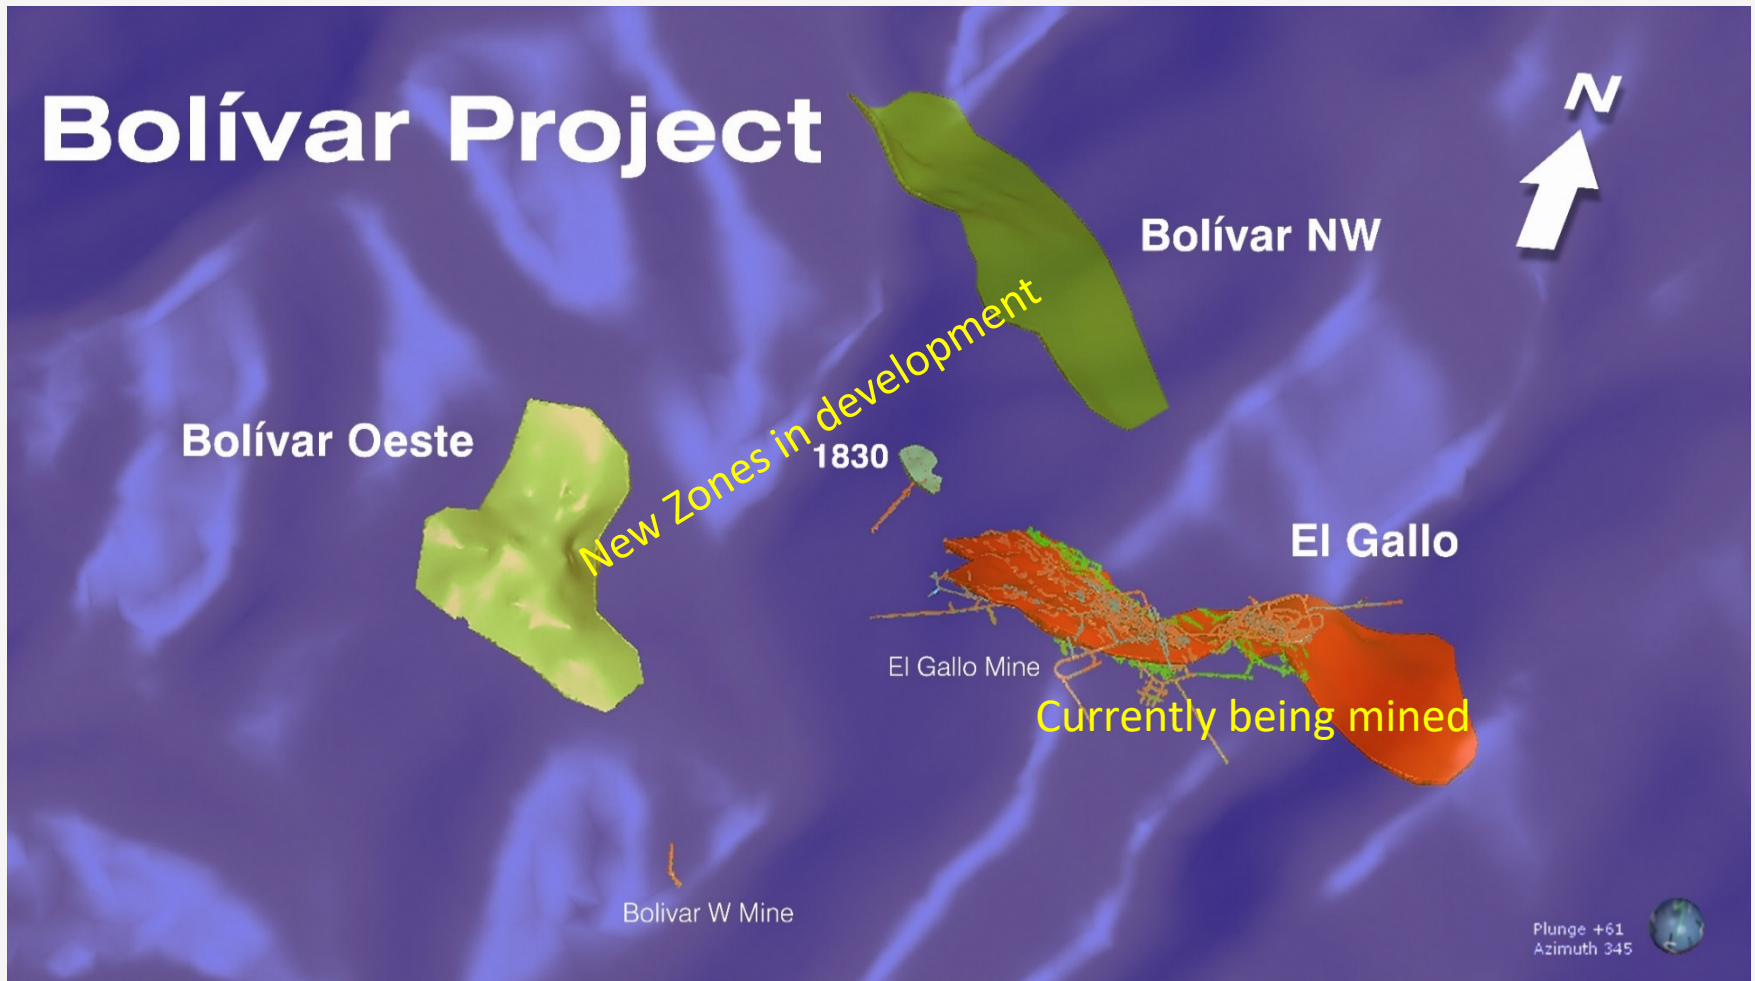 Bolívar Project
N
Bolívar NW
New Zones in development
Bolívar Oeste
1830
El Gallo
El Gallo Mine
Currently being mined
Bolivar W Mine
Plunge +61
Azimuth 345